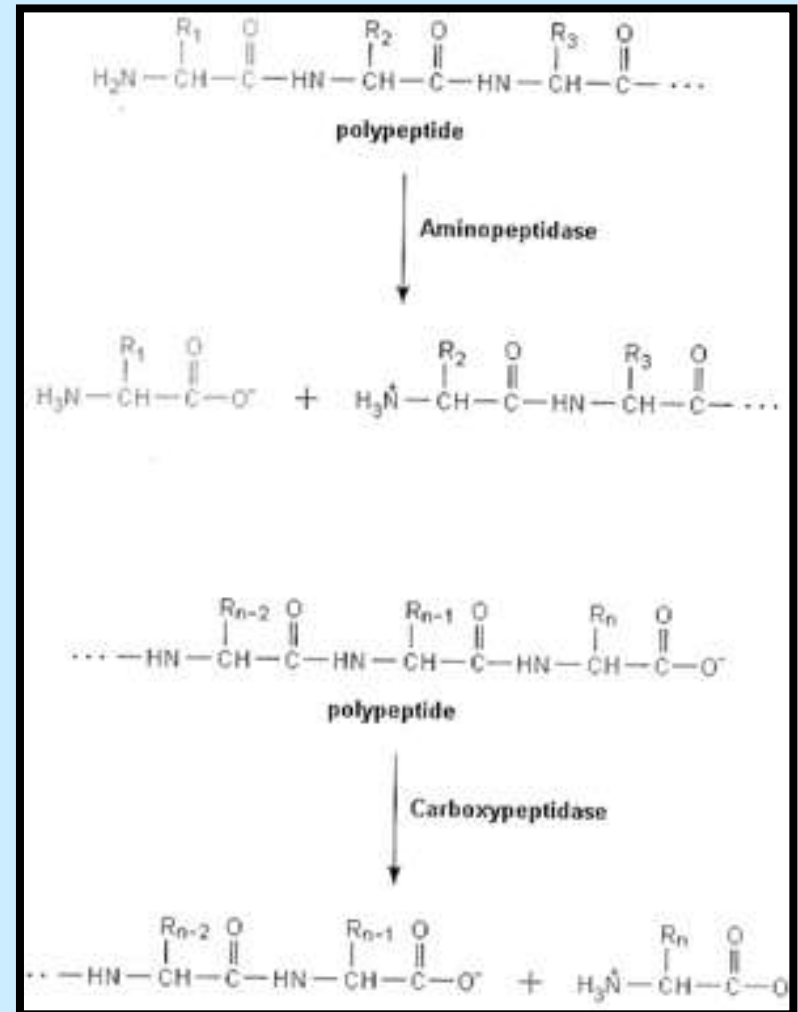 R₁ O R₂ O R₃ O
H₂N—CH—C—HN—CH—C—HN—CH—C—···
polypeptide
Aminopeptidase
R₁ O R₂ O R₃ O
H₃N—CH—C—O⁻ + H₃N⁺—CH—C—HN—CH—C—····
Rₙ₋₂ O Rₙ₋₁ O Rₙ O
···—HN—CH—C—HN—CH—C—HN—CH—C—O⁻
polypeptide
Carboxypeptidase
Rₙ₋₂ O Rₙ₋₁ O Rₙ O
··—HN—CH—C—HN—CH—C—O⁻ + H₃N⁺—CH—C—O